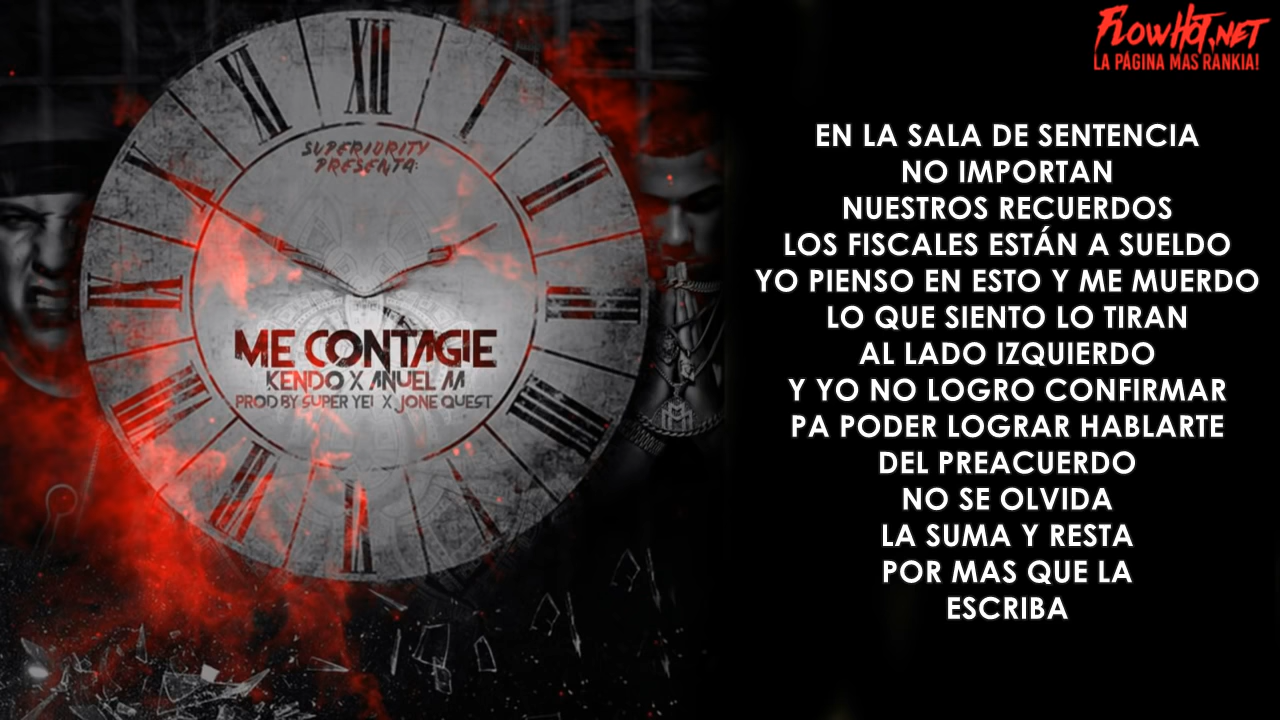 FLOWHOT.NET
LA PÁGINA MAS RANKIA!
XII
I
XI
SUPERIURITY
PRESENTA:
ME CONTAGIE
KENDO X ANUEL AA
PROD BY SUPER YEI X JONE QUEST
EN LA SALA DE SENTENCIA
NO IMPORTAN
NUESTROS RECUERDOS
LOS FISCALES ESTÁN A SUELDO
YO PIENSO EN ESTO Y ME MUERDO
LO QUE SIENTO LO TIRAN
AL LADO IZQUIERDO
Y YO NO LOGRO CONFIRMAR
PA PODER LOGRAR HABLARTE
DEL PREACUERDO
NO SE OLVIDA
LA SUMA Y RESTA
POR MAS QUE LA
ESCRIBA